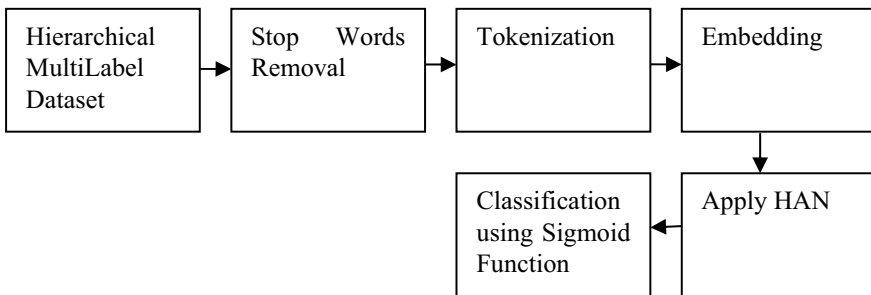 Hierarchical
MultiLabel
Dataset
Stop Words
Removal
Tokenization
Embedding
Apply HAN
Classification
using Sigmoid
Function